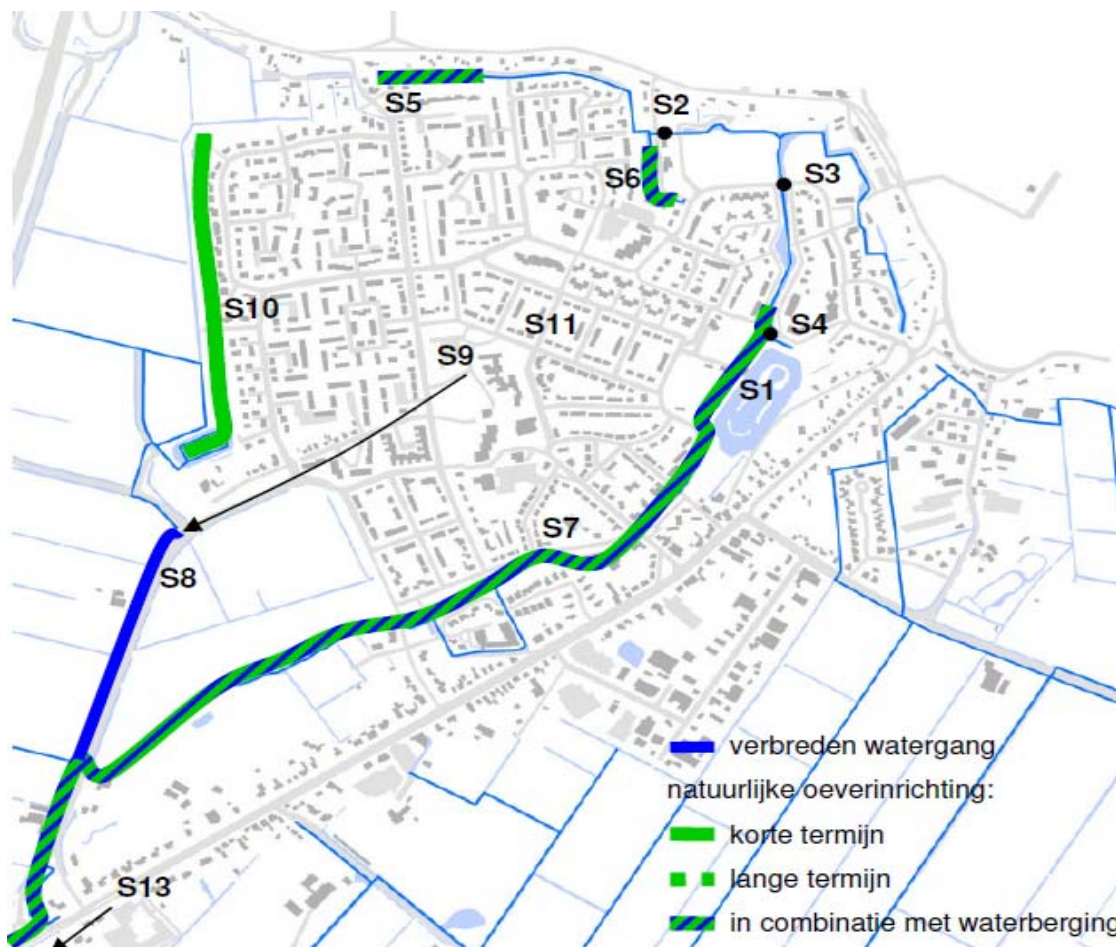 S5
S2
S6
S3
S10
S11
S4
S9
S1
S7
S8
S13
verbreden watergang
natuurlijke oeverinrichting:
korte termijn
lange termijn
in combinatie met waterberging